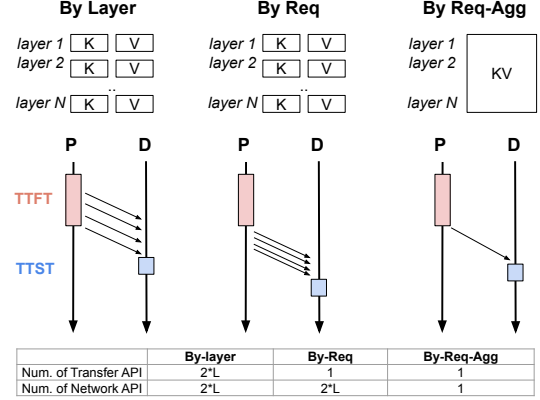 By Layer By Req By Req-Agg
layer 1 K V layer 1 K V layer 1
layer 2 K V layer 2 K V layer 2
KV
.. ..
layer N K V layer N K V layer N
P D P D P D
TTFT
TTST
By-layer By-Req By-Req-Agg
Num. of Transfer API 2*L 1 1
Num. of Network API 2*L 2*L 1